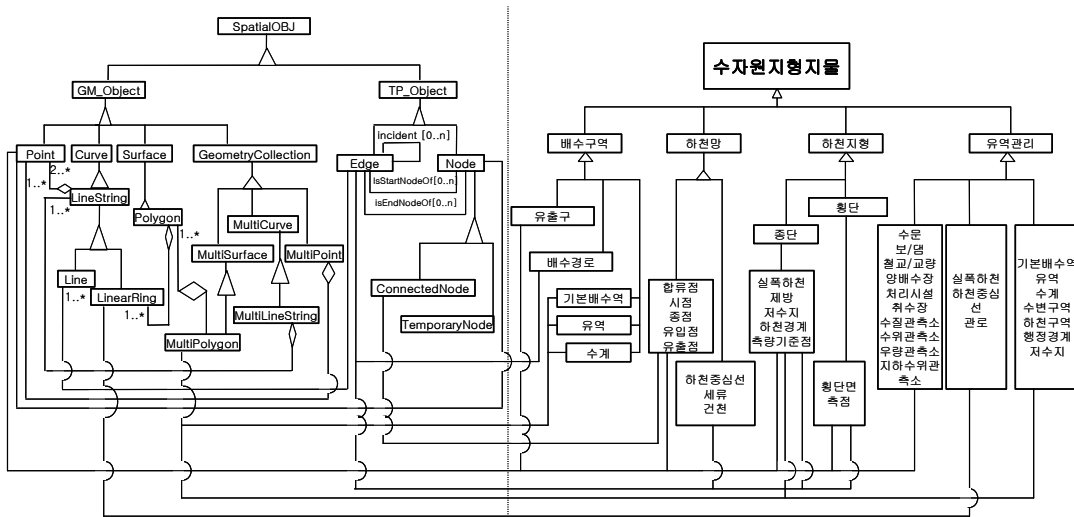 SpatialOBJ
GM_Object
TP_Object
수자원지형지물
incident [0..n]
배수구역
하천망
하천지형
유역관리
Point
Curve
Surface
GeometryCollection
Edge
Node
2..*
1..*
IsStartNodeOf[0..n]
isEndNodeOf[0..n]
LineString
1..*
Polygon
1..*
MultiCurve
MultiSurface
MultiPoint
유출구
횡단
종단
배수경로
Line
1..*
LinearRing
1..*
ConnectedNode
MultiLineString
TemporaryNode
MultiPolygon
기본배수역
유역
수계
합류점
시점
종점
유입점
유출점
실폭하천
제방
저수지
하천경계
측량기준점
하천중심선
세류
건천
횡단면
측점
수문
보/댐
철교/교량
양배수장
처리시설
취수장
수질관측소
수위관측소
우량관측소
지하수위관
측소
실폭하천
하천중심
선
관로
기본배수역
유역
수계
수변구역
하천구역
행정경계
저수지